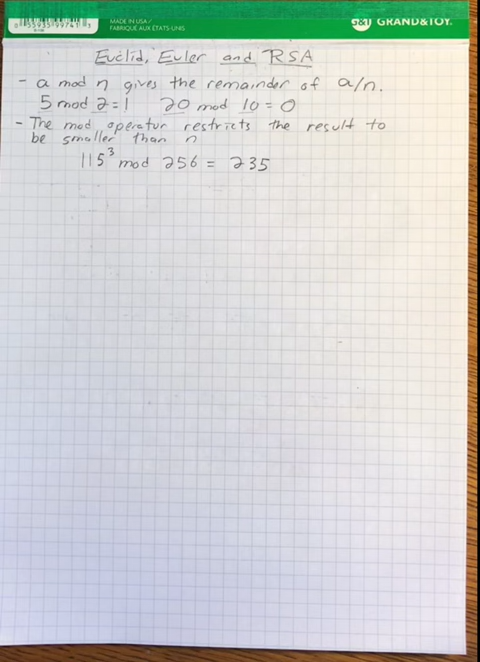 MADE IN USA /
FABRIQUÉ AUX ÉTATS-UNIS
G&T GRAND&TOY.
Euclid, Euler and RSA
- a mod n gives the remainder of a/n.
5 mod 2 = 1 20 mod 10 = 0
- The mod operator restricts the result to
be smaller than n
115³ mod 256 = 235